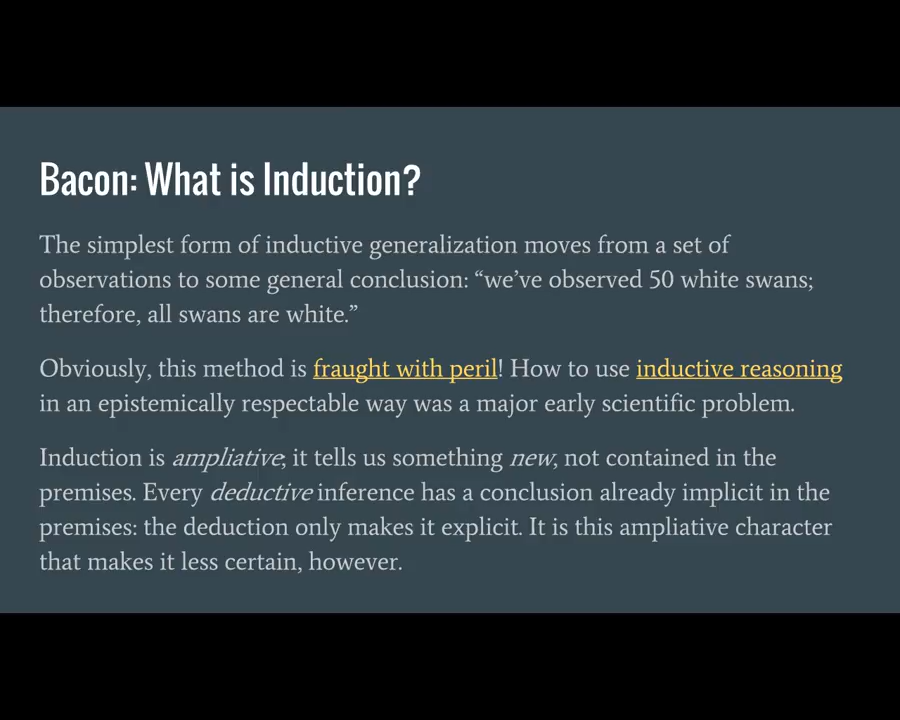 Bacon: What is Induction?
The simplest form of inductive generalization moves from a set of
observations to some general conclusion: “we’ve observed 50 white swans;
therefore, all swans are white.”
Obviously, this method is fraught with peril! How to use inductive reasoning
in an epistemically respectable way was a major early scientific problem.
Induction is ampliative; it tells us something new, not contained in the
premises. Every deductive inference has a conclusion already implicit in the
premises: the deduction only makes it explicit. It is this ampliative character
that makes it less certain, however.